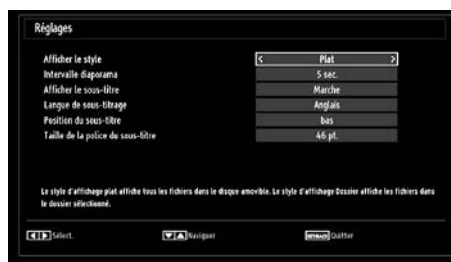 Réglages
Afficher le style < Plat >
Intervalle diaporama 5 sec.
Afficher le sous-titre Marche
Langue de sous-titrage Anglais
Position du sous-titre bas
Taille de la police du sous-titre 46 pt.
Le style d'affichage plat affiche tous les fichiers dans le disque amovible. Le style d'affichage Dossier affiche les fichiers dans
le dossier sélectionné.
Sélect. Naviguer Quitter